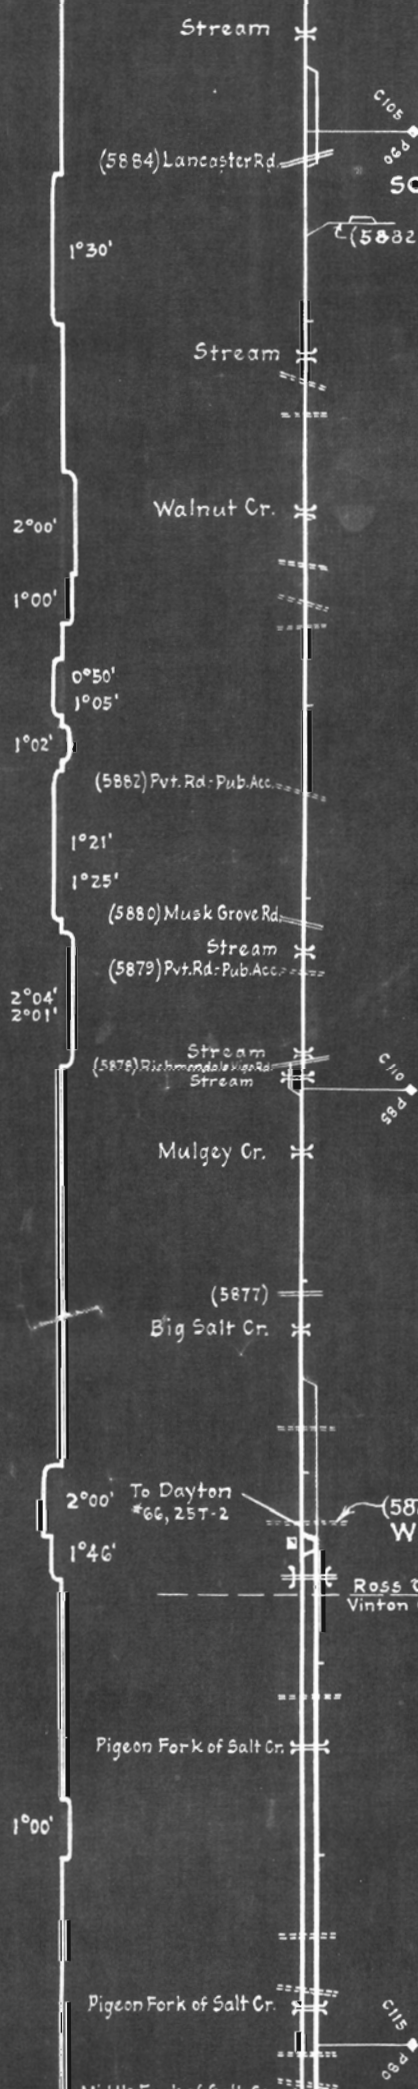 Stream
C105
P90
(5884) Lancaster Rd.
1°30'
Stream
Walnut Cr.
2°00'
1°00'
0°50'
1°05'
1°02'
(5882) Pvt. Rd.-Pub. Acc.
1°21'
1°25'
(5880) Musk Grove Rd.
Stream
(5879) Pvt. Rd.-Pub. Acc.
2°04'
2°01'
Stream
(5878) Richmondale Vigo Rd.
Stream
C110
P85
Mulgey Cr.
(5877)
Big Salt Cr.
2°00'
To Dayton
#66, 25T-2
1°46'
Ross
Vinton
Pigeon Fork of Salt Cr.
1°00'
Pigeon Fork of Salt Cr.
C115
P80